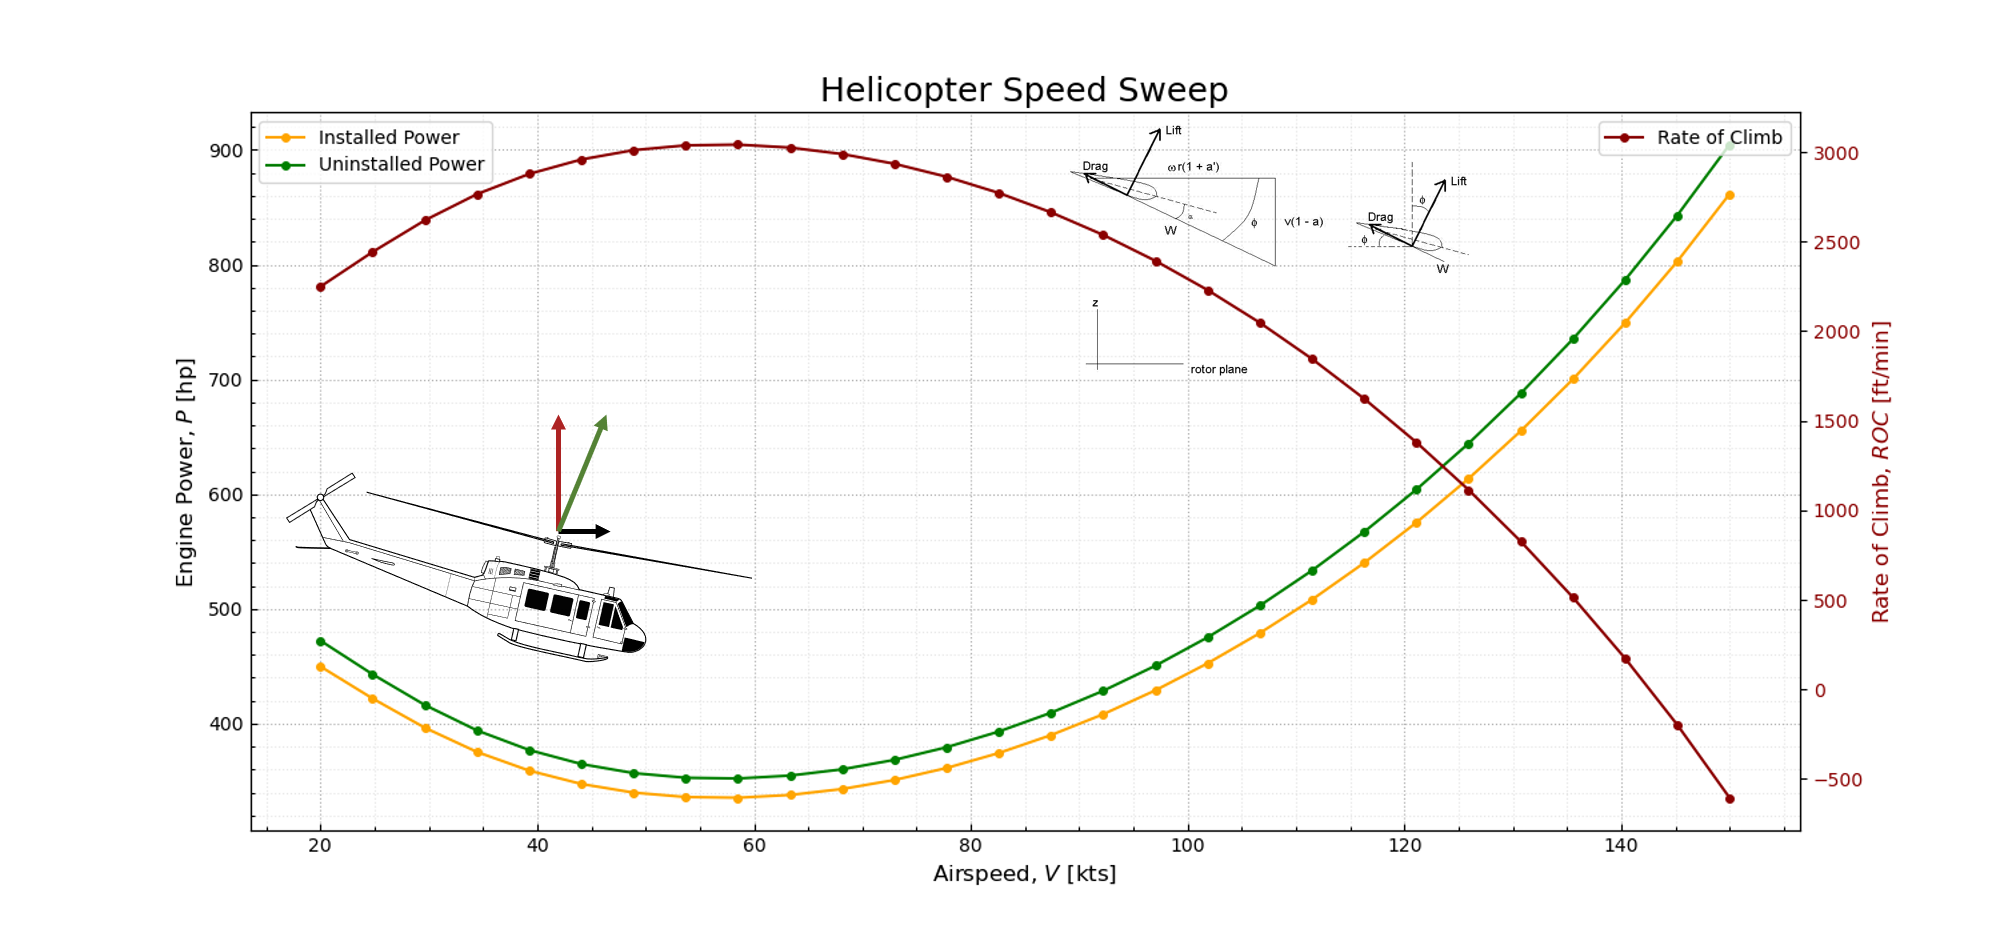 Helicopter Speed Sweep
Installed Power
Uninstalled Power
Rate of Climb
Engine Power, P [hp]
900
800
700
600
500
400
3000
2500
2000
1500
1000
500
0
−500
Rate of Climb, ROC [ft/min]
20
40
60
80
100
120
140
Airspeed, V [kts]
Lift
Drag
ωr(1 + a')
α
ϕ
v(1 - a)
W
Lift
ϕ
Drag
ϕ
W
z
rotor plane